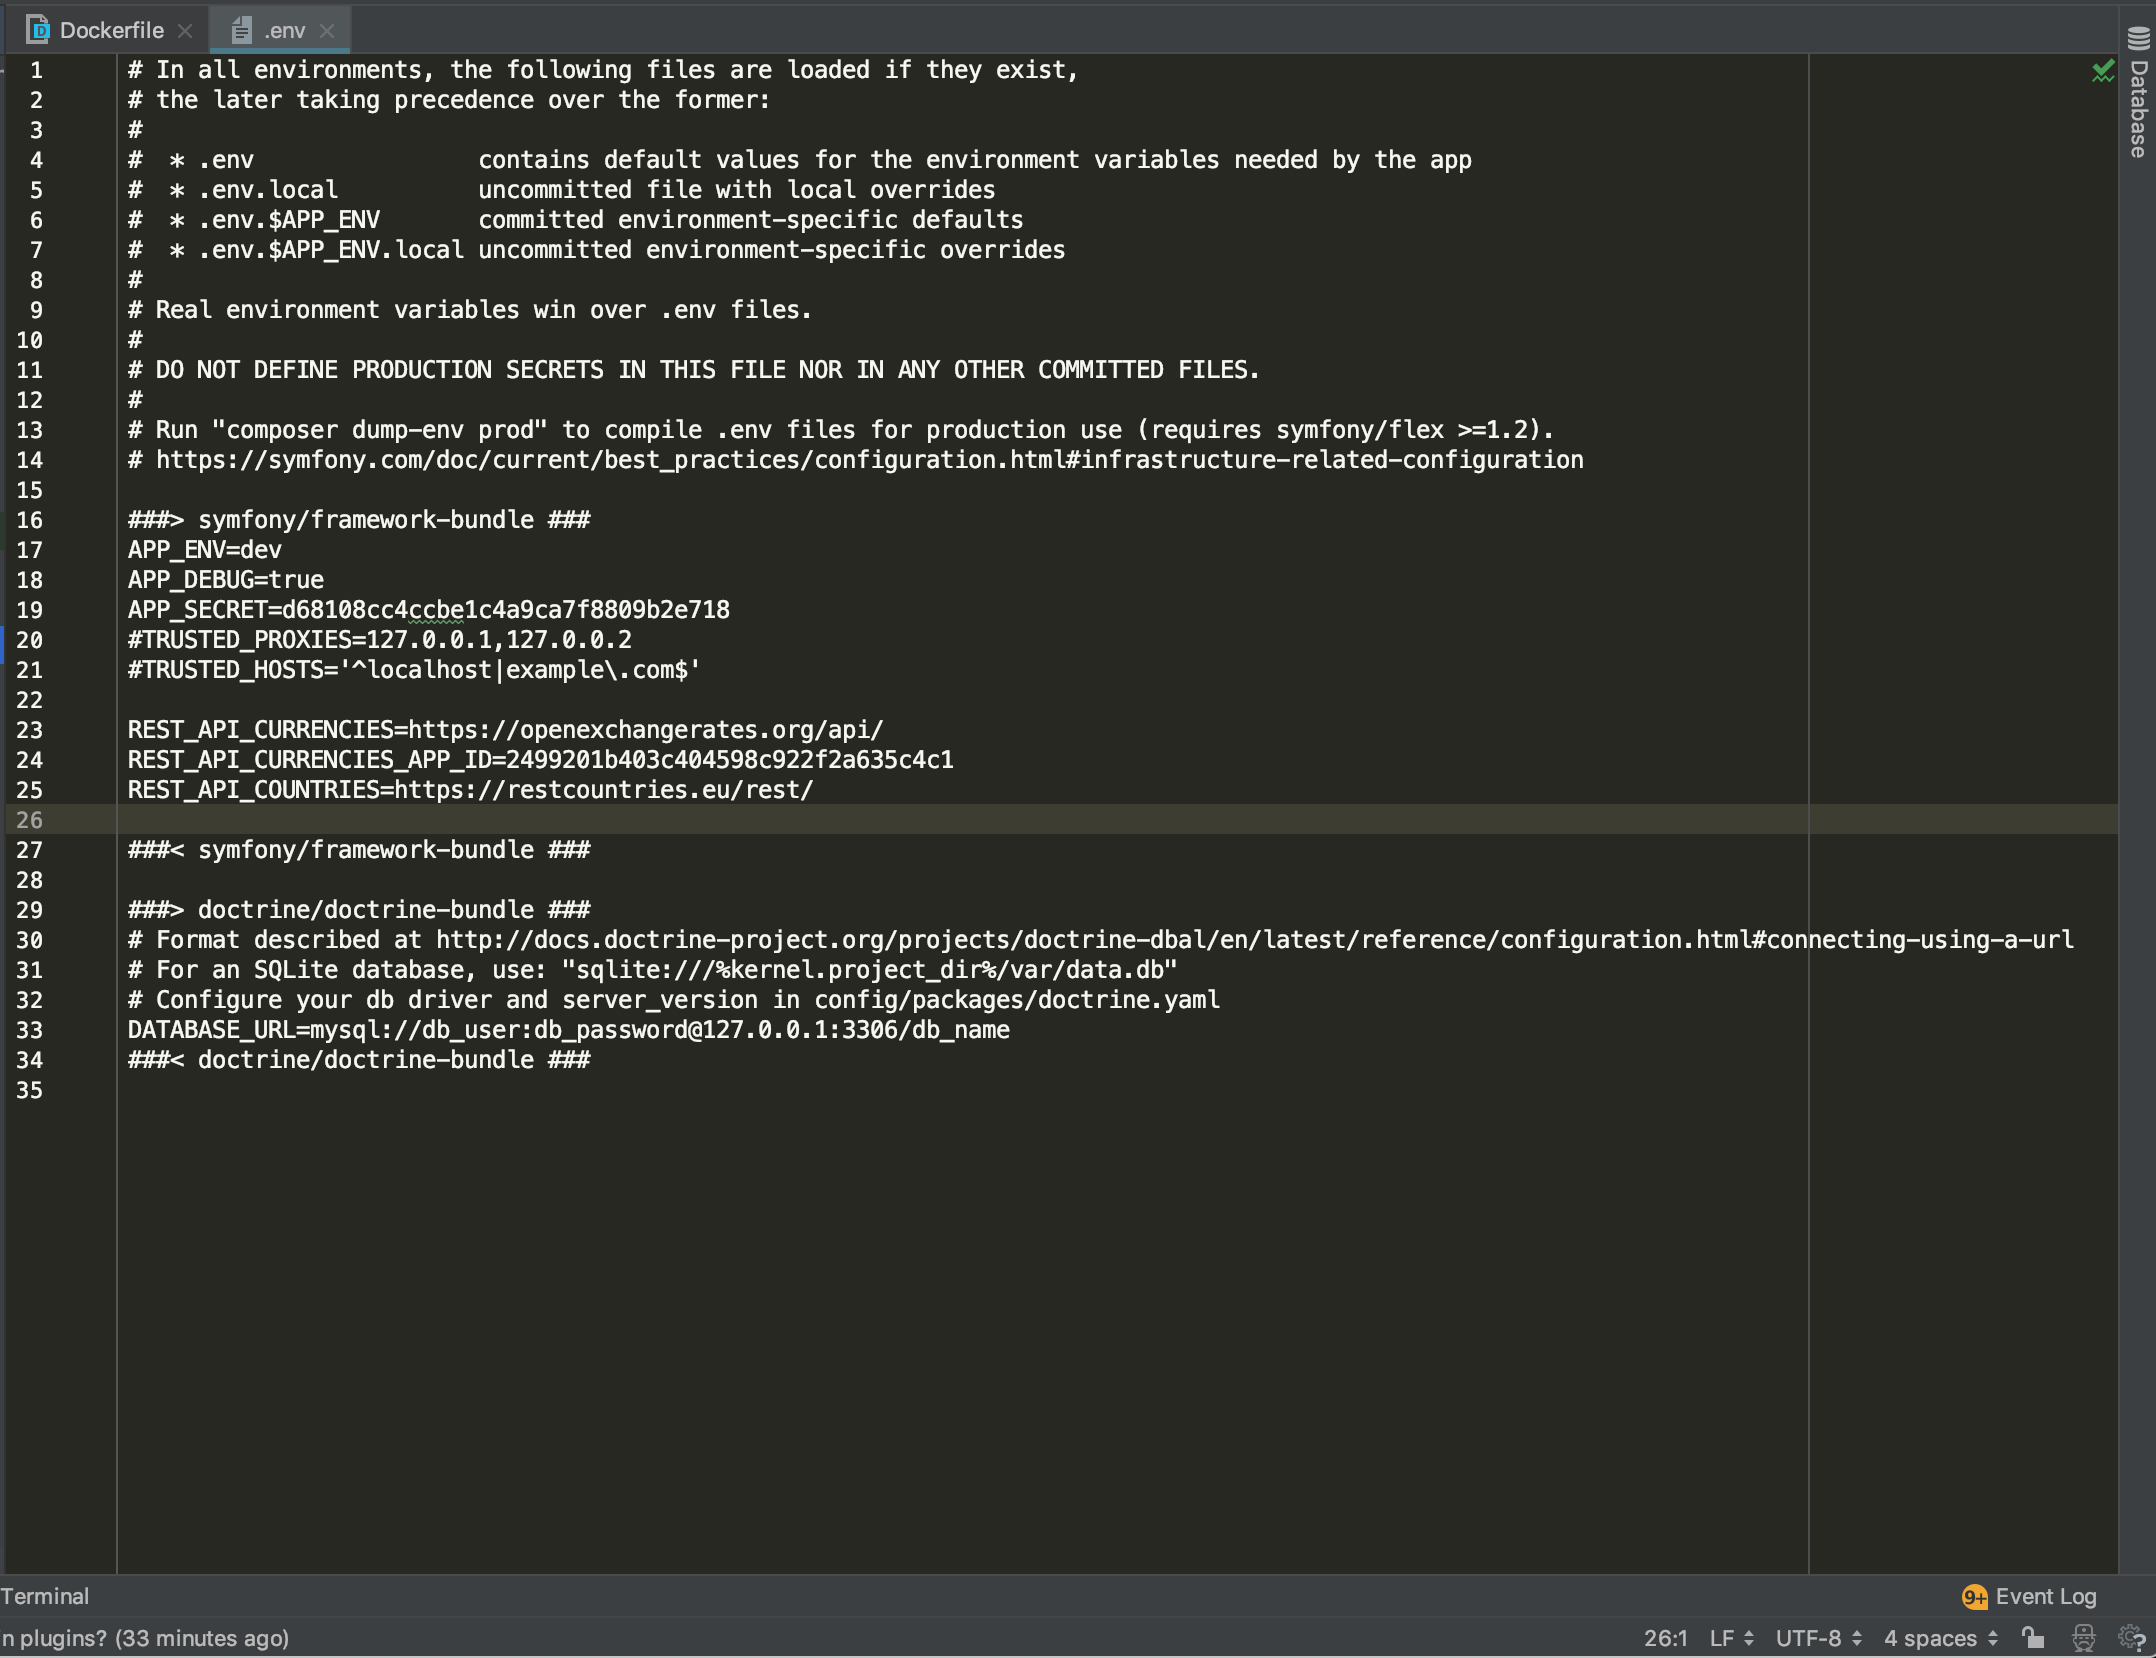 Dockerfile
.env
Database
1 # In all environments, the following files are loaded if they exist,
2 # the later taking precedence over the former:
3 #
4 #  * .env                contains default values for the environment variables needed by the app
5 #  * .env.local          uncommitted file with local overrides
6 #  * .env.$APP_ENV       committed environment-specific defaults
7 #  * .env.$APP_ENV.local uncommitted environment-specific overrides
8 #
9 # Real environment variables win over .env files.
10 #
11 # DO NOT DEFINE PRODUCTION SECRETS IN THIS FILE NOR IN ANY OTHER COMMITTED FILES.
12 #
13 # Run "composer dump-env prod" to compile .env files for production use (requires symfony/flex >=1.2).
14 # https://symfony.com/doc/current/best_practices/configuration.html#infrastructure-related-configuration
15
16 ###> symfony/framework-bundle ###
17 APP_ENV=dev
18 APP_DEBUG=true
19 APP_SECRET=d68108cc4ccbe1c4a9ca7f8809b2e718
20 #TRUSTED_PROXIES=127.0.0.1,127.0.0.2
21 #TRUSTED_HOSTS='^localhost|example\.com$'
22
23 REST_API_CURRENCIES=https://openexchangerates.org/api/
24 REST_API_CURRENCIES_APP_ID=2499201b403c404598c922f2a635c4c1
25 REST_API_COUNTRIES=https://restcountries.eu/rest/
26
27 ###< symfony/framework-bundle ###
28
29 ###> doctrine/doctrine-bundle ###
30 # Format described at http://docs.doctrine-project.org/projects/doctrine-dbal/en/latest/reference/configuration.html#connecting-using-a-url
31 # For an SQLite database, use: "sqlite:///%kernel.project_dir%/var/data.db"
32 # Configure your db driver and server_version in config/packages/doctrine.yaml
33 DATABASE_URL=mysql://db_user:db_password@127.0.0.1:3306/db_name
34 ###< doctrine/doctrine-bundle ###
35
Terminal
9+ Event Log
n plugins? (33 minutes ago)
26:1 LF UTF-8 4 spaces